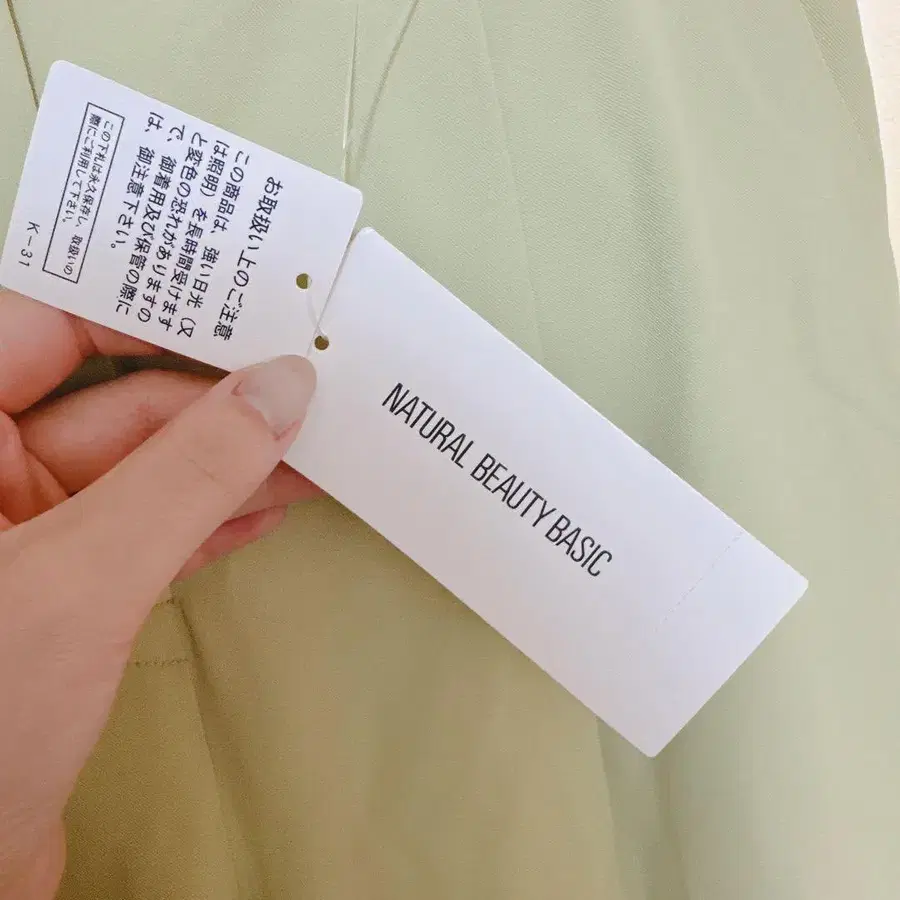 お取扱い上のご注意
この商品は、強い日光（又
は照明）を長時間受けます
と変色の恐れがありますの
で、御着用及び保管の際に
は、御注意下さい。
この下札は永久保存し、取扱いの
際にご利用して下さい。
K-31
NATURAL BEAUTY BASIC